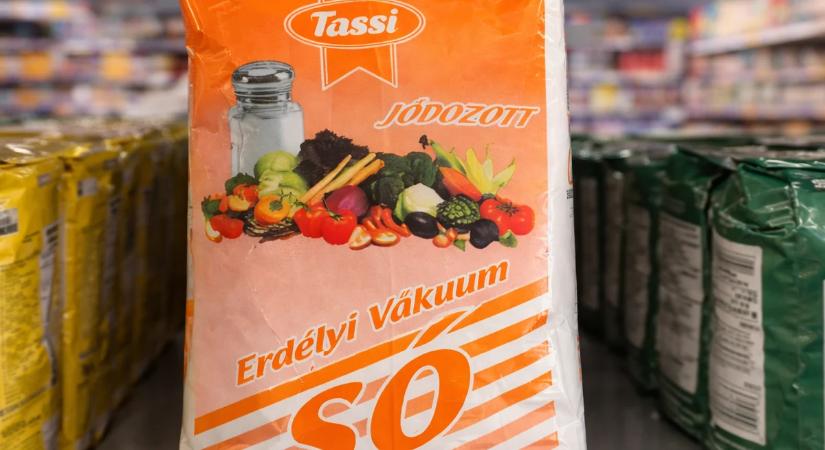 Tassi
JÓDOZOTT
Erdélyi Vákuum
SÓ